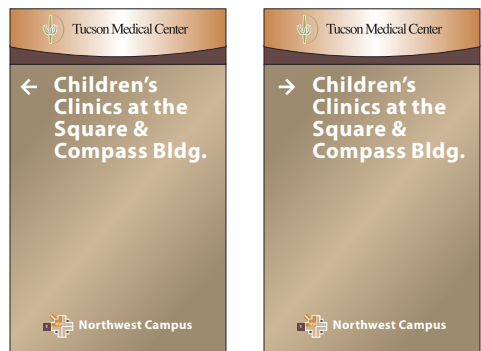 Tucson Medical Center
← Children's
Clinics at the
Square &
Compass Bldg.
Northwest Campus
Tucson Medical Center
→ Children's
Clinics at the
Square &
Compass Bldg.
Northwest Campus